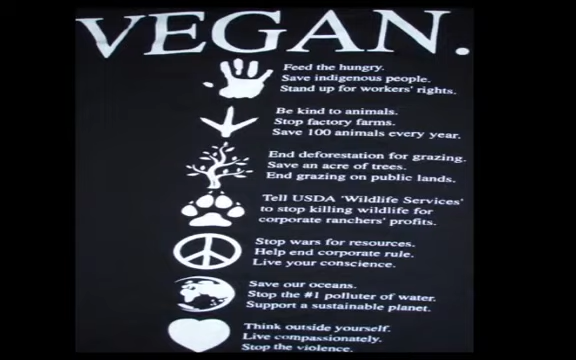 VEGAN.
Feed the hungry.
Save indigenous people.
Stand up for workers' rights.
Be kind to animals.
Stop factory farms.
Save 100 animals every year.
End deforestation for grazing.
Save an acre of trees.
End grazing on public lands.
Tell USDA 'Wildlife Services'
to stop killing wildlife for
corporate ranchers' profits.
Stop wars for resources.
Help end corporate rule.
Live your conscience.
Save our oceans.
Stop the #1 polluter of water.
Support a sustainable planet.
Think outside yourself.
Live compassionately.
Stop the violence.